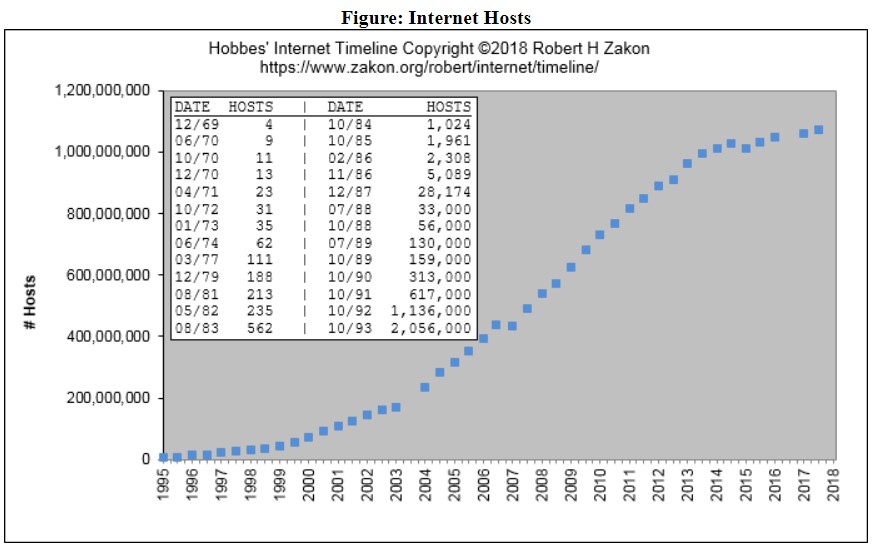 Figure: Internet Hosts
Hobbes' Internet Timeline Copyright ©2018 Robert H Zakon
https://www.zakon.org/robert/internet/timeline/
1,200,000,000
1,000,000,000
800,000,000
600,000,000
400,000,000
200,000,000
0
# Hosts
DATE HOSTS | DATE HOSTS
12/69 4 | 10/84 1,024
06/70 9 | 10/85 1,961
10/70 11 | 02/86 2,308
12/70 13 | 11/86 5,089
04/71 23 | 12/87 28,174
10/72 31 | 07/88 33,000
01/73 35 | 10/88 56,000
06/74 62 | 07/89 130,000
03/77 111 | 10/89 159,000
12/79 188 | 10/90 313,000
08/81 213 | 10/91 617,000
05/82 235 | 10/92 1,136,000
08/83 562 | 10/93 2,056,000
1995
1996
1997
1998
1999
2000
2001
2002
2003
2004
2005
2006
2007
2008
2009
2010
2011
2012
2013
2014
2015
2016
2017
2018